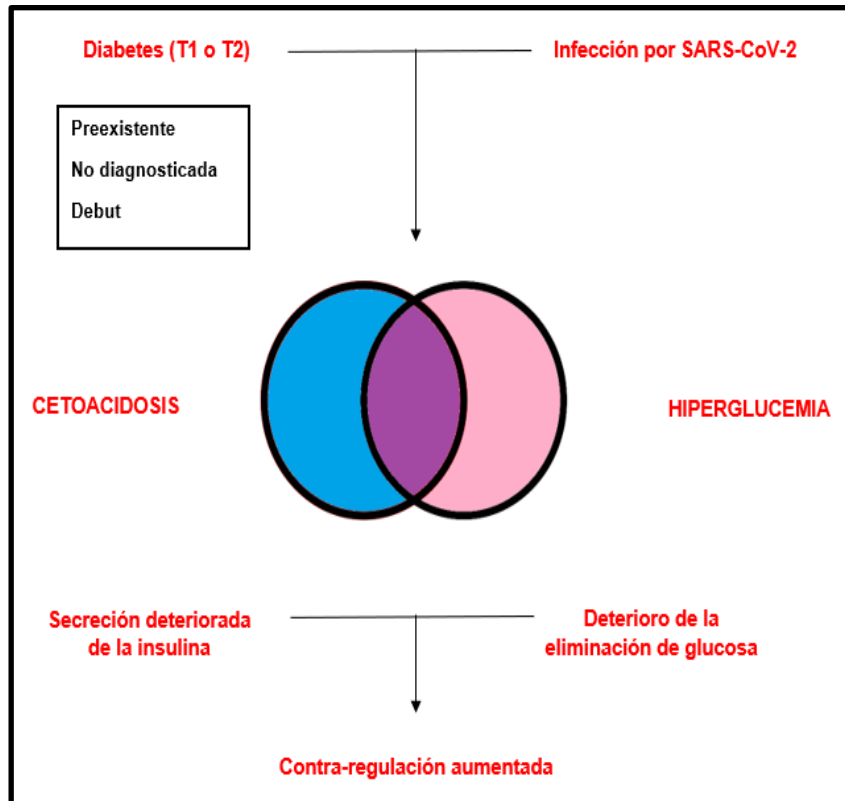 Diabetes (T1 o T2)
Infección por SARS-CoV-2
Preexistente
No diagnosticada
Debut
CETOACIDOSIS
HIPERGLUCEMIA
Secreción deteriorada
de la insulina
Deterioro de la
eliminación de glucosa
Contra-regulación aumentada